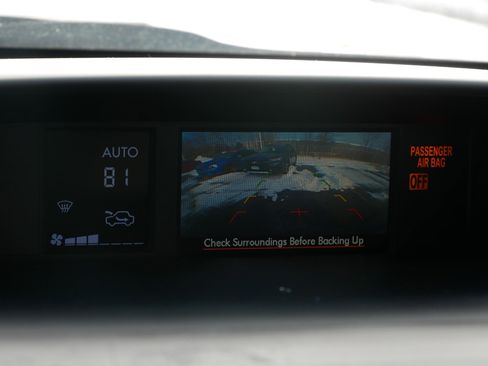 AUTO
81
Check Surroundings Before Backing Up
PASSENGER
AIR BAG
OFF